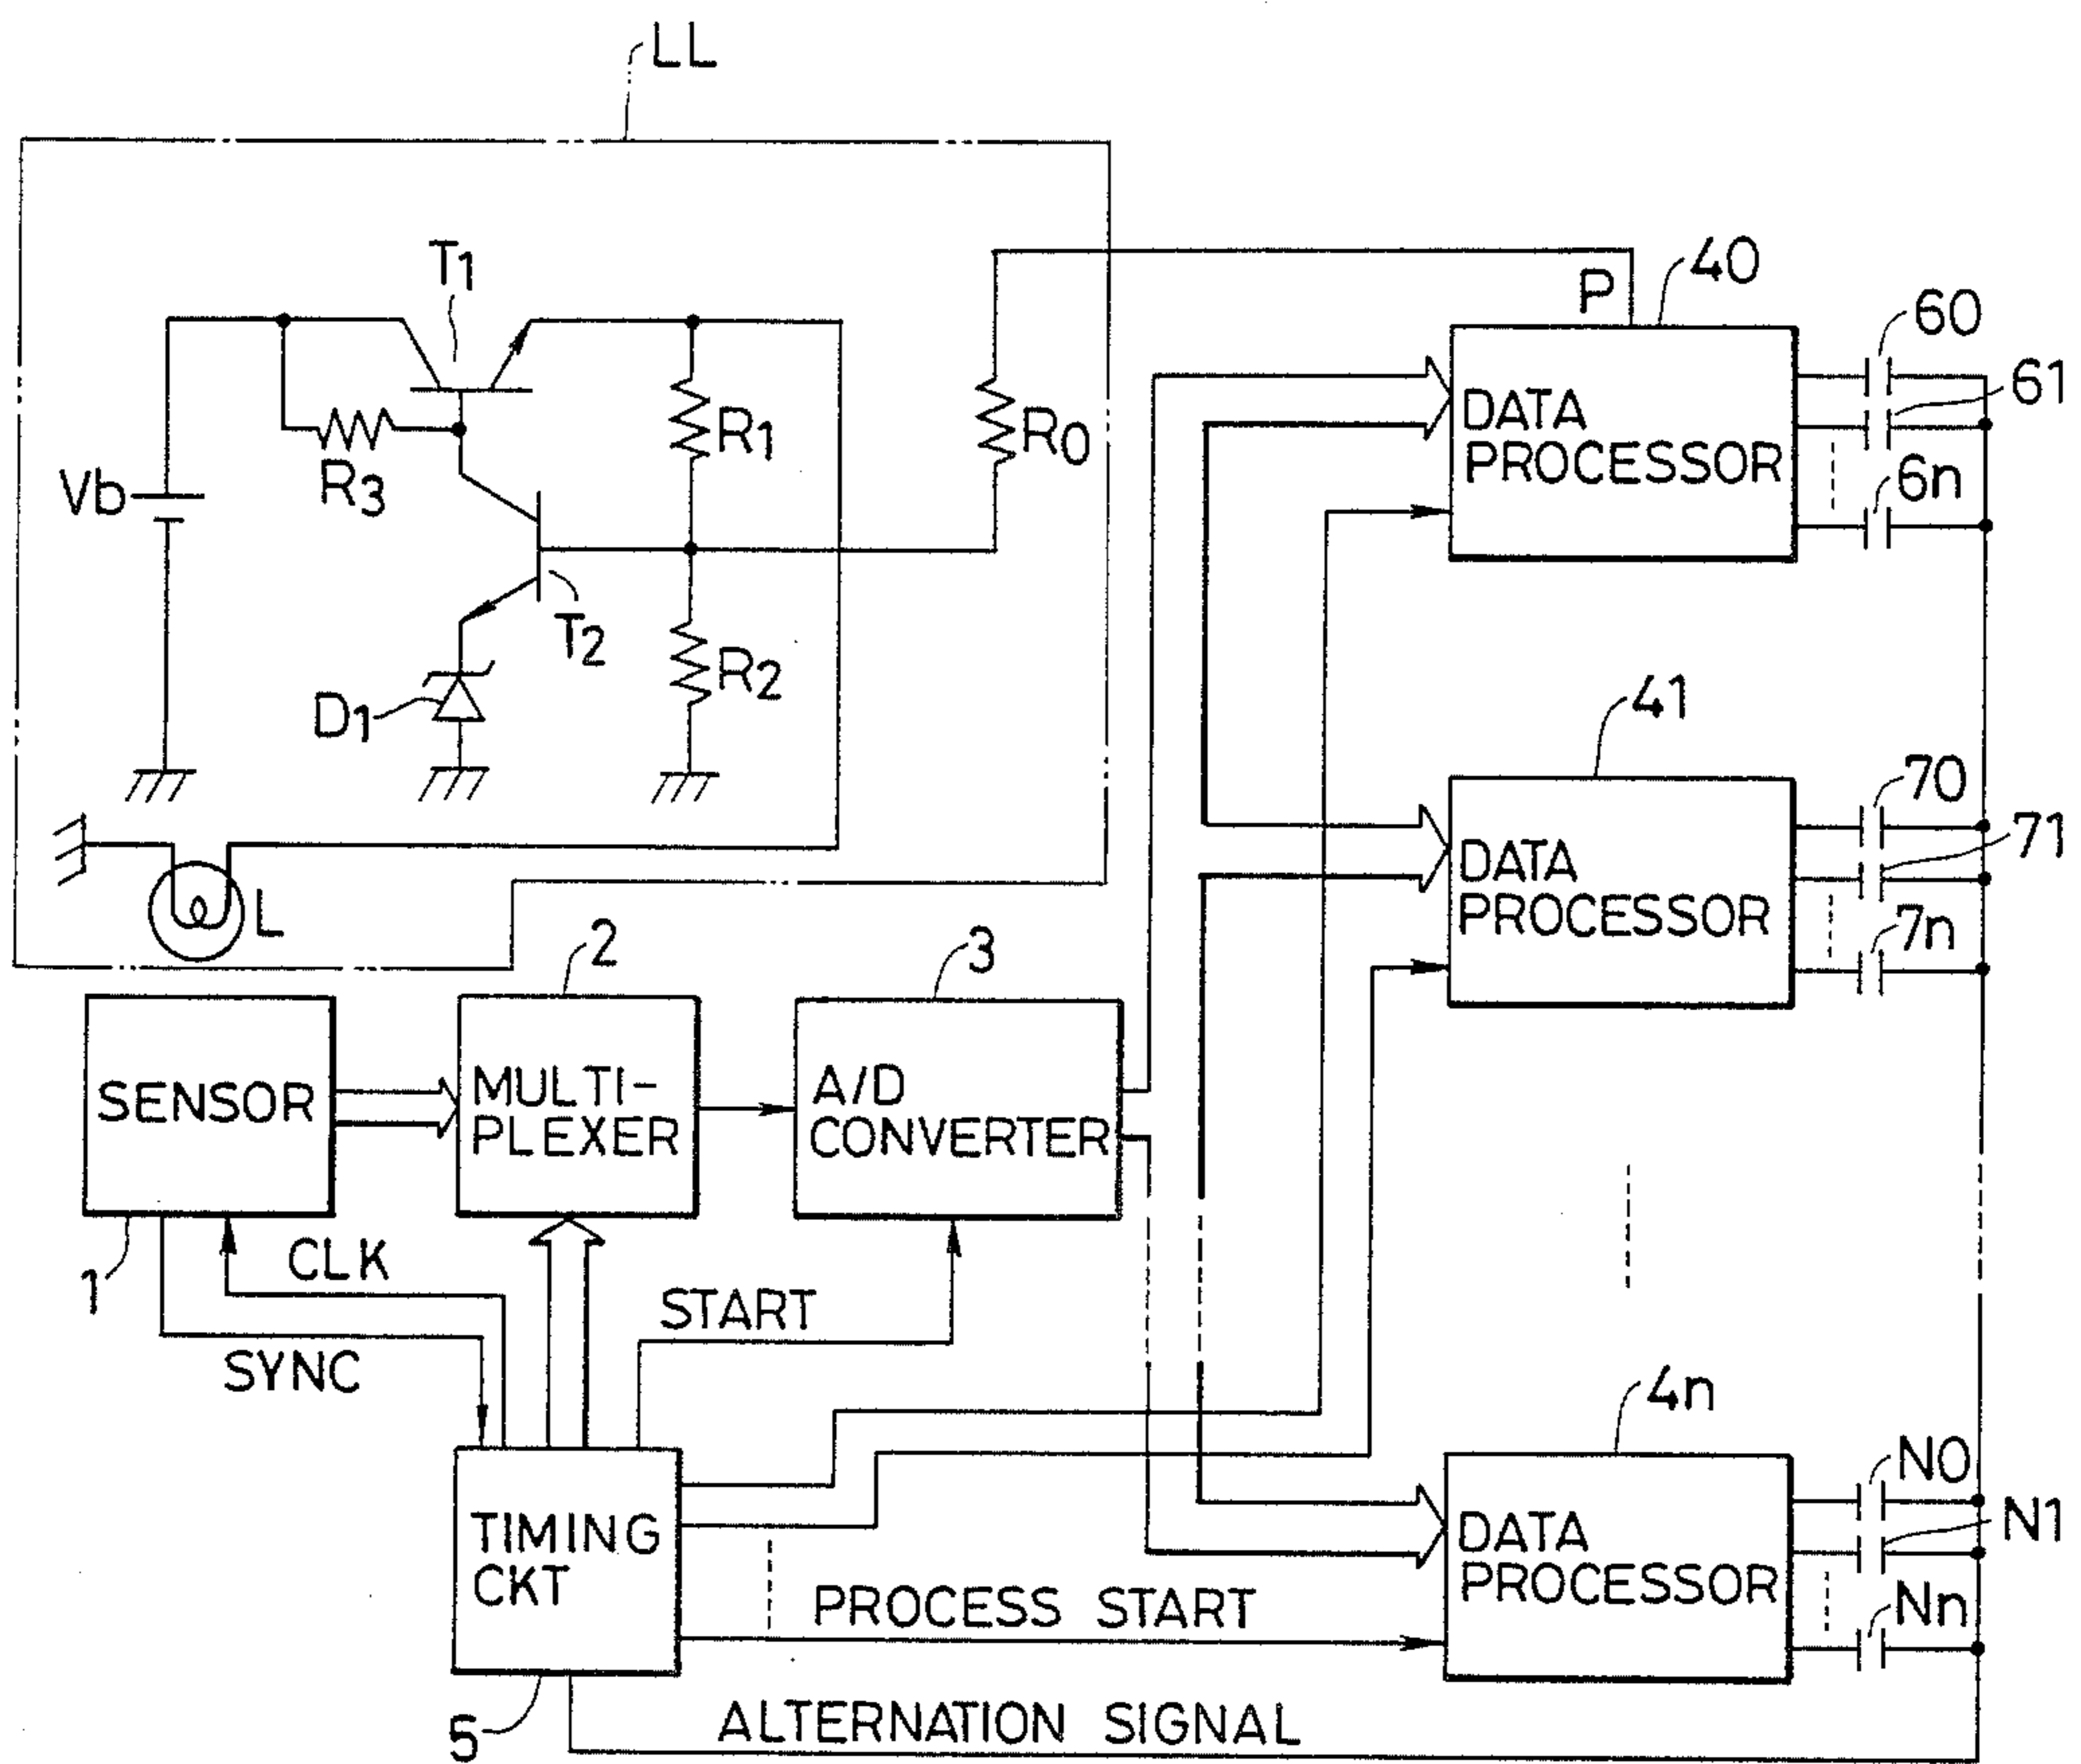 LL
T1
R3
Vb
R1
R0
T2
R2
D1
L
P
40
DATA
PROCESSOR
60
61
6n
41
DATA
PROCESSOR
70
71
7n
2
3
SENSOR
MULTI-
PLEXER
A/D
CONVERTER
1
CLK
SYNC
START
TIMING
CKT
5
4n
DATA
PROCESSOR
N0
N1
Nn
PROCESS START
ALTERNATION SIGNAL